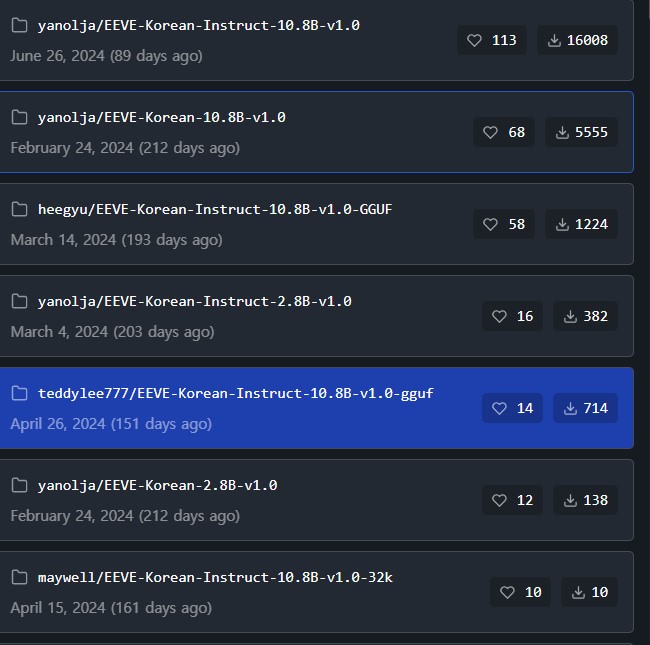 yanolja/EEVE-Korean-Instruct-10.8B-v1.0
113 16008
June 26, 2024 (89 days ago)
yanolja/EEVE-Korean-10.8B-v1.0
68 5555
February 24, 2024 (212 days ago)
heegyu/EEVE-Korean-Instruct-10.8B-v1.0-GGUF
58 1224
March 14, 2024 (193 days ago)
yanolja/EEVE-Korean-Instruct-2.8B-v1.0
16 382
March 4, 2024 (203 days ago)
teddylee777/EEVE-Korean-Instruct-10.8B-v1.0-gguf
14 714
April 26, 2024 (151 days ago)
yanolja/EEVE-Korean-2.8B-v1.0
12 138
February 24, 2024 (212 days ago)
maywell/EEVE-Korean-Instruct-10.8B-v1.0-32k
10 10
April 15, 2024 (161 days ago)